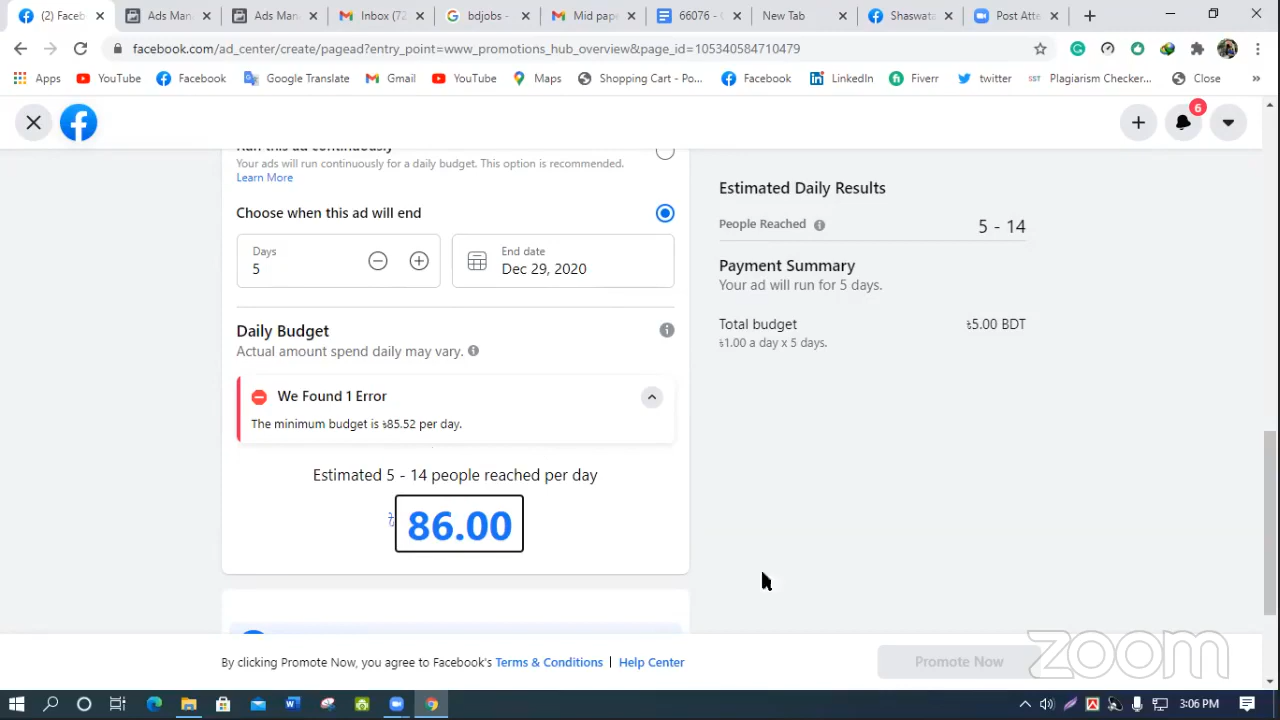 (2) Faceb
Ads Man
Ads Man
Inbox (72
bdjobs -
Mid pap
66076 -
New Tab
Shaswata
Post Atte
facebook.com/ad_center/create/pagead?entry_point=www_promotions_hub_overview&page_id=105340584710479
Apps
YouTube
Facebook
Google Translate
Gmail
YouTube
Maps
Shopping Cart - Po...
Facebook
LinkedIn
Fiverr
twitter
Plagiarism Checker...
Close
»
6
Run this ad continuously
Your ads will run continuously for a daily budget. This option is recommended.
Learn More
Choose when this ad will end
Days
5
End date
Dec 29, 2020
Daily Budget
Actual amount spend daily may vary.
We Found 1 Error
The minimum budget is ৳85.52 per day.
Estimated 5 - 14 people reached per day
৳ 86.00
Estimated Daily Results
People Reached
5 - 14
Payment Summary
Your ad will run for 5 days.
Total budget
৳5.00 BDT
৳1.00 a day x 5 days.
By clicking Promote Now, you agree to Facebook's Terms & Conditions | Help Center
Promote Now
zoom
3:06 PM